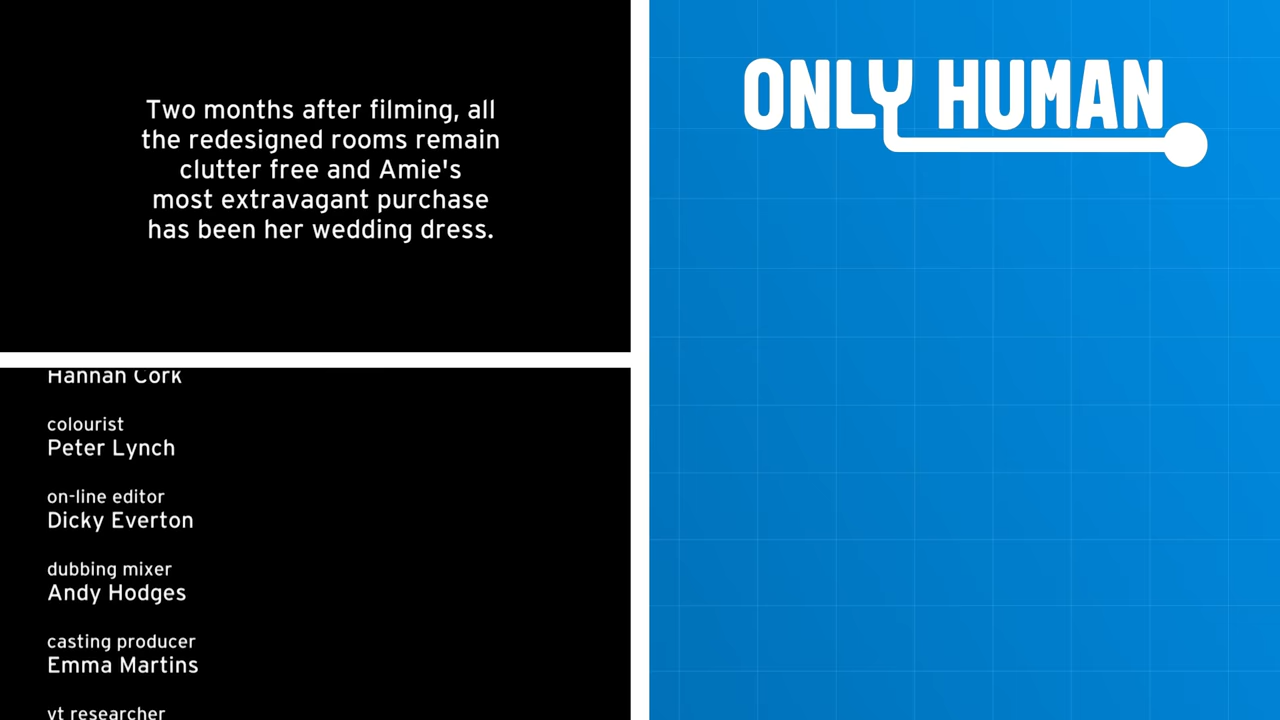 Two months after filming, all
the redesigned rooms remain
clutter free and Amie's
most extravagant purchase
has been her wedding dress.
Hannah Cork
colourist
Peter Lynch
on-line editor
Dicky Everton
dubbing mixer
Andy Hodges
casting producer
Emma Martins
vt researcher
ONLY HUMAN